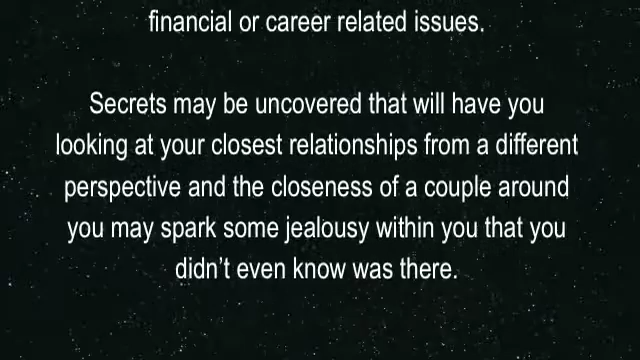 financial or career related issues.
Secrets may be uncovered that will have you
looking at your closest relationships from a different
perspective and the closeness of a couple around
you may spark some jealousy within you that you
didn't even know was there.